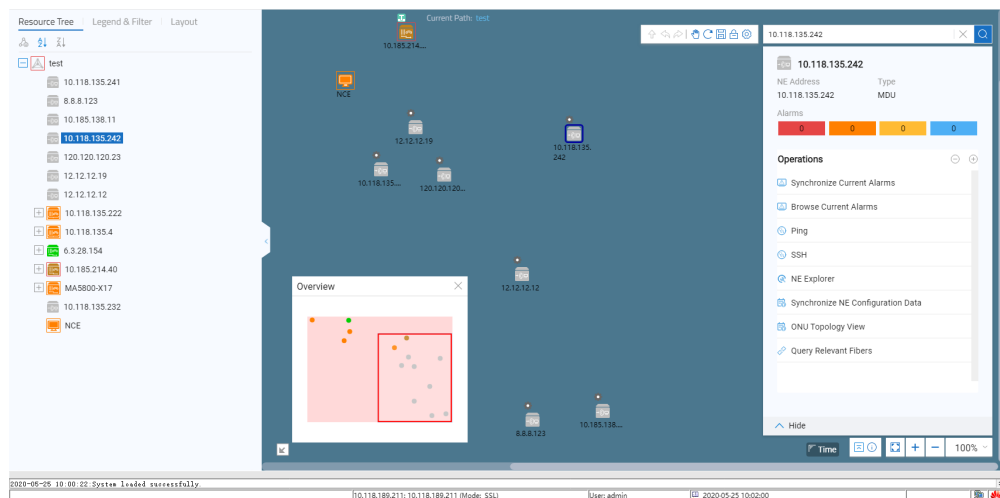 Resource Tree
Legend & Filter
Layout
test
10.118.135.241
8.8.8.123
10.185.138.11
10.118.135.242
120.120.120.23
12.12.12.19
12.12.12.12
10.118.135.222
10.118.135.4
6.3.28.154
10.185.214.40
MA5800-X17
10.118.135.232
NCE
Current Path: test
10.185.214....
NCE
12.12.12.19
10.118.135....
120.120.120...
10.118.135.
242
12.12.12.12
8.8.8.123
10.185.138....
Overview
10.118.135.242
10.118.135.242
NE Address
Type
10.118.135.242
MDU
Alarms
0
0
0
0
Operations
Synchronize Current Alarms
Browse Current Alarms
Ping
SSH
NE Explorer
Synchronize NE Configuration Data
ONU Topology View
Query Relevant Fibers
Hide
Time
100%
2020-05-25 10:00:22:System loaded successfully.
10.118.189.211: 10.118.189.211 (Mode: SSL)
User: admin
2020-05-25 10:02:00